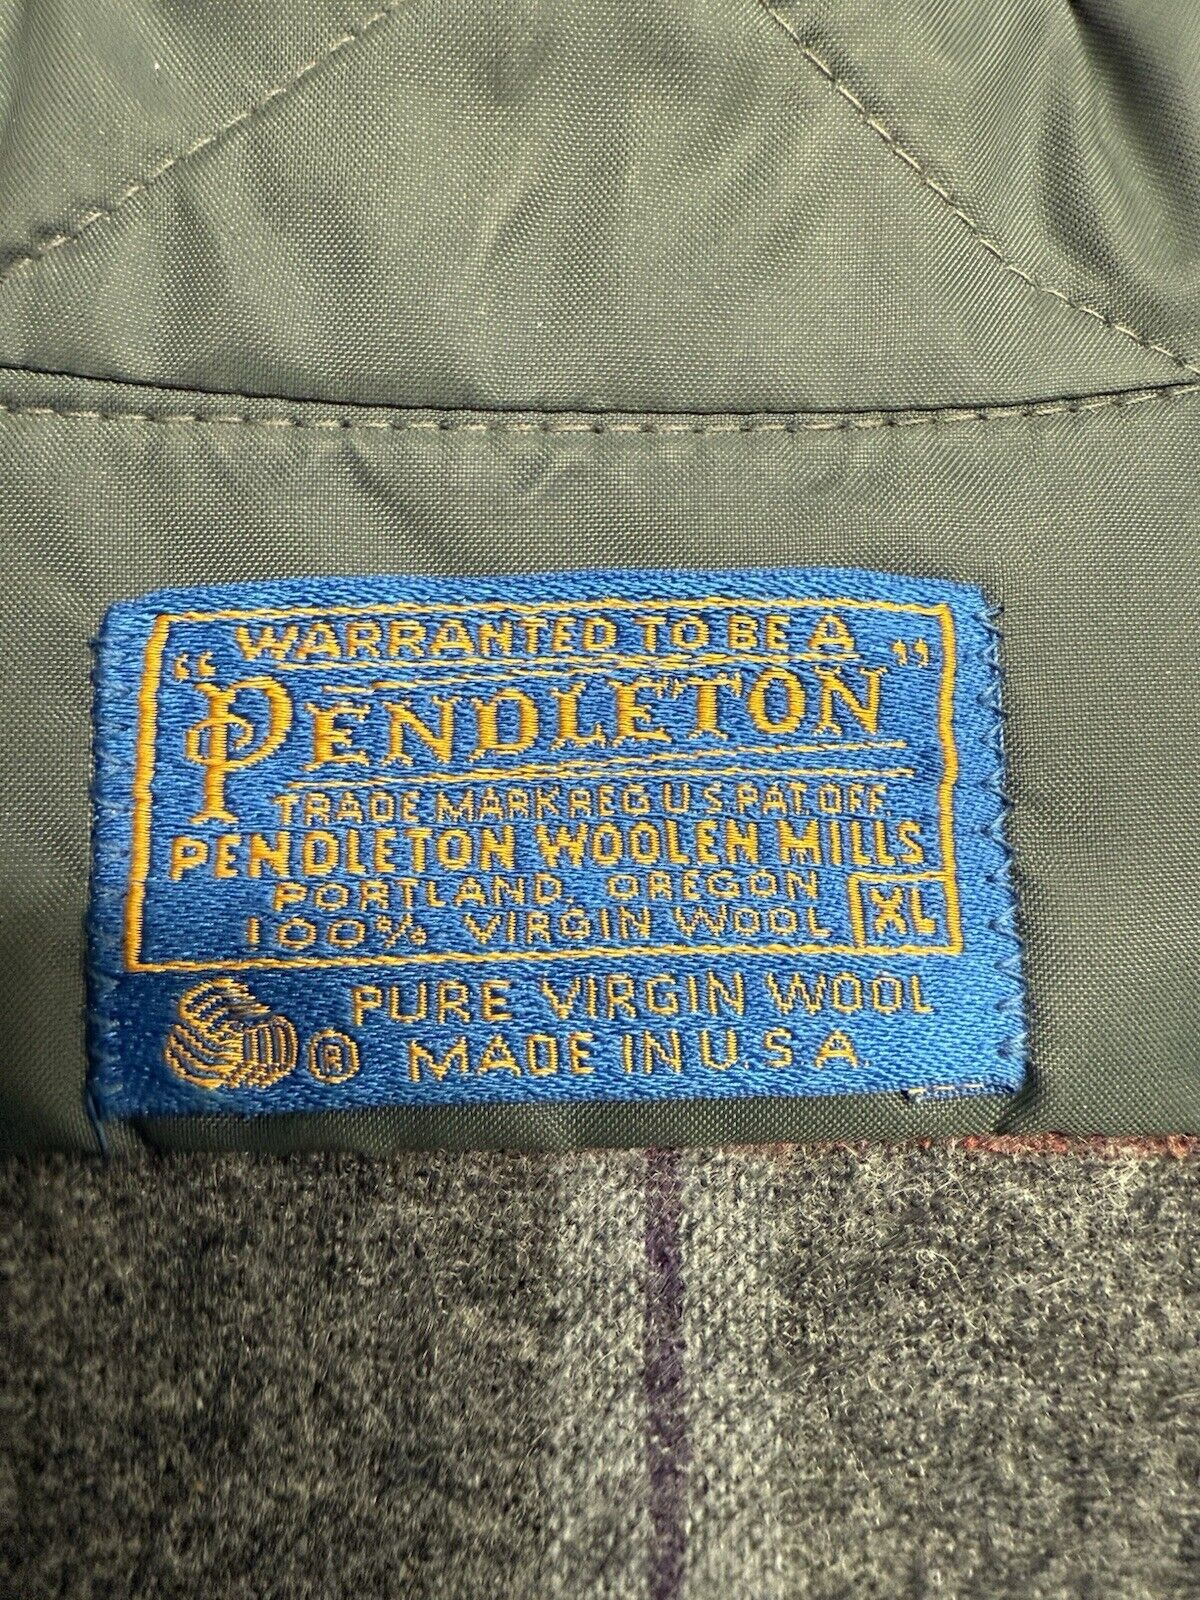 WARRANTED TO BE A
"PENDLETON"
TRADE MARK REG U.S. PAT. OFF.
PENDLETON WOOLEN MILLS
PORTLAND, OREGON
100% VIRGIN WOOL XL
® PURE VIRGIN WOOL
MADE IN U.S.A.